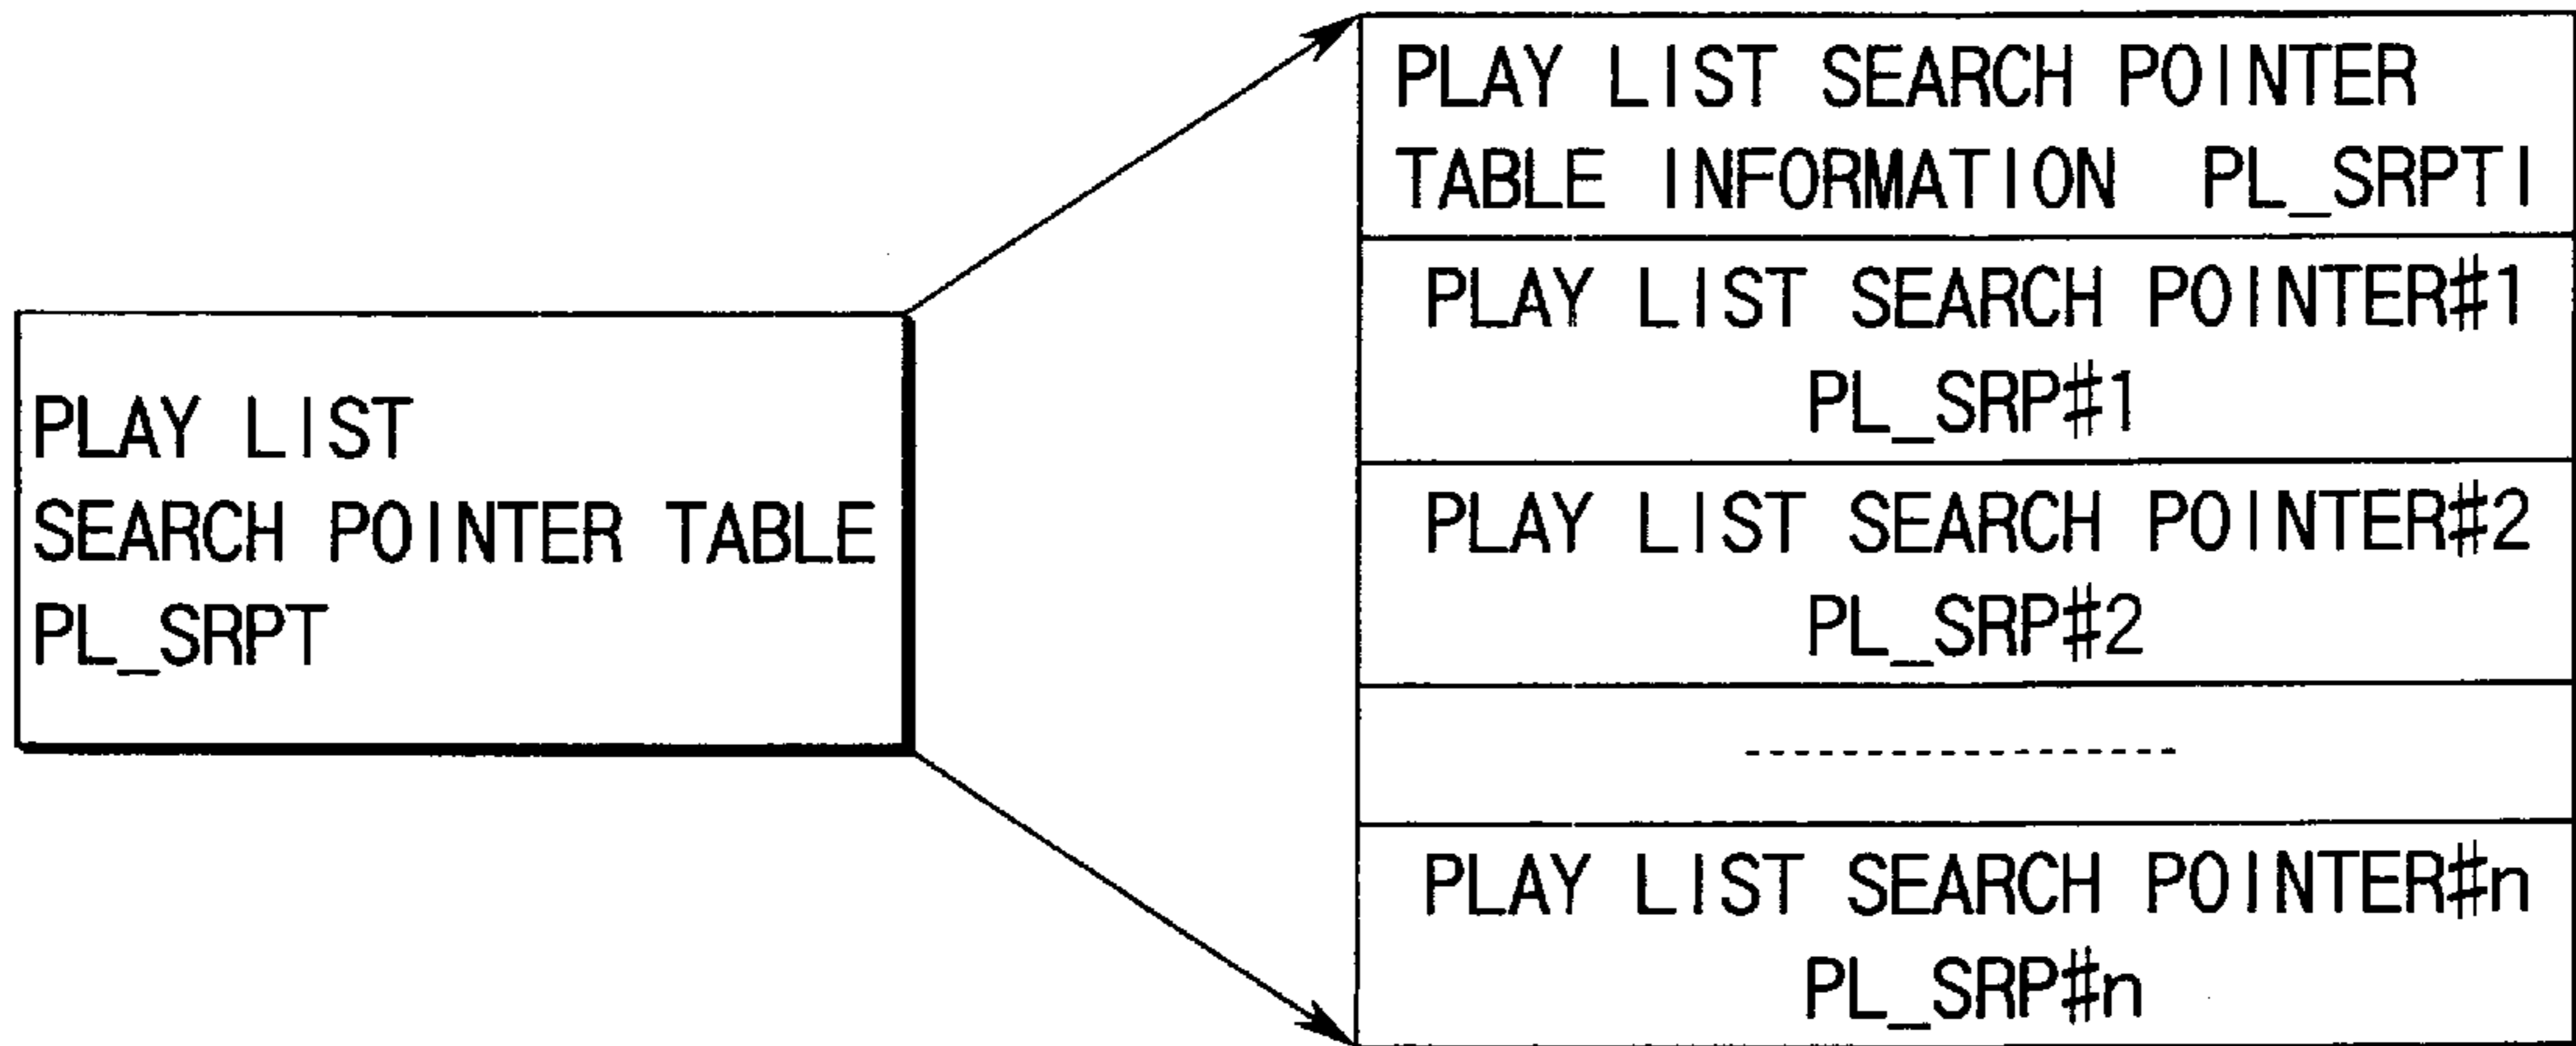 PLAY LIST
SEARCH POINTER TABLE
PL_SRPT
PLAY LIST SEARCH POINTER
TABLE INFORMATION PL_SRPTI
PLAY LIST SEARCH POINTER#1
PL_SRP#1
PLAY LIST SEARCH POINTER#2
PL_SRP#2
PLAY LIST SEARCH POINTER#n
PL_SRP#n